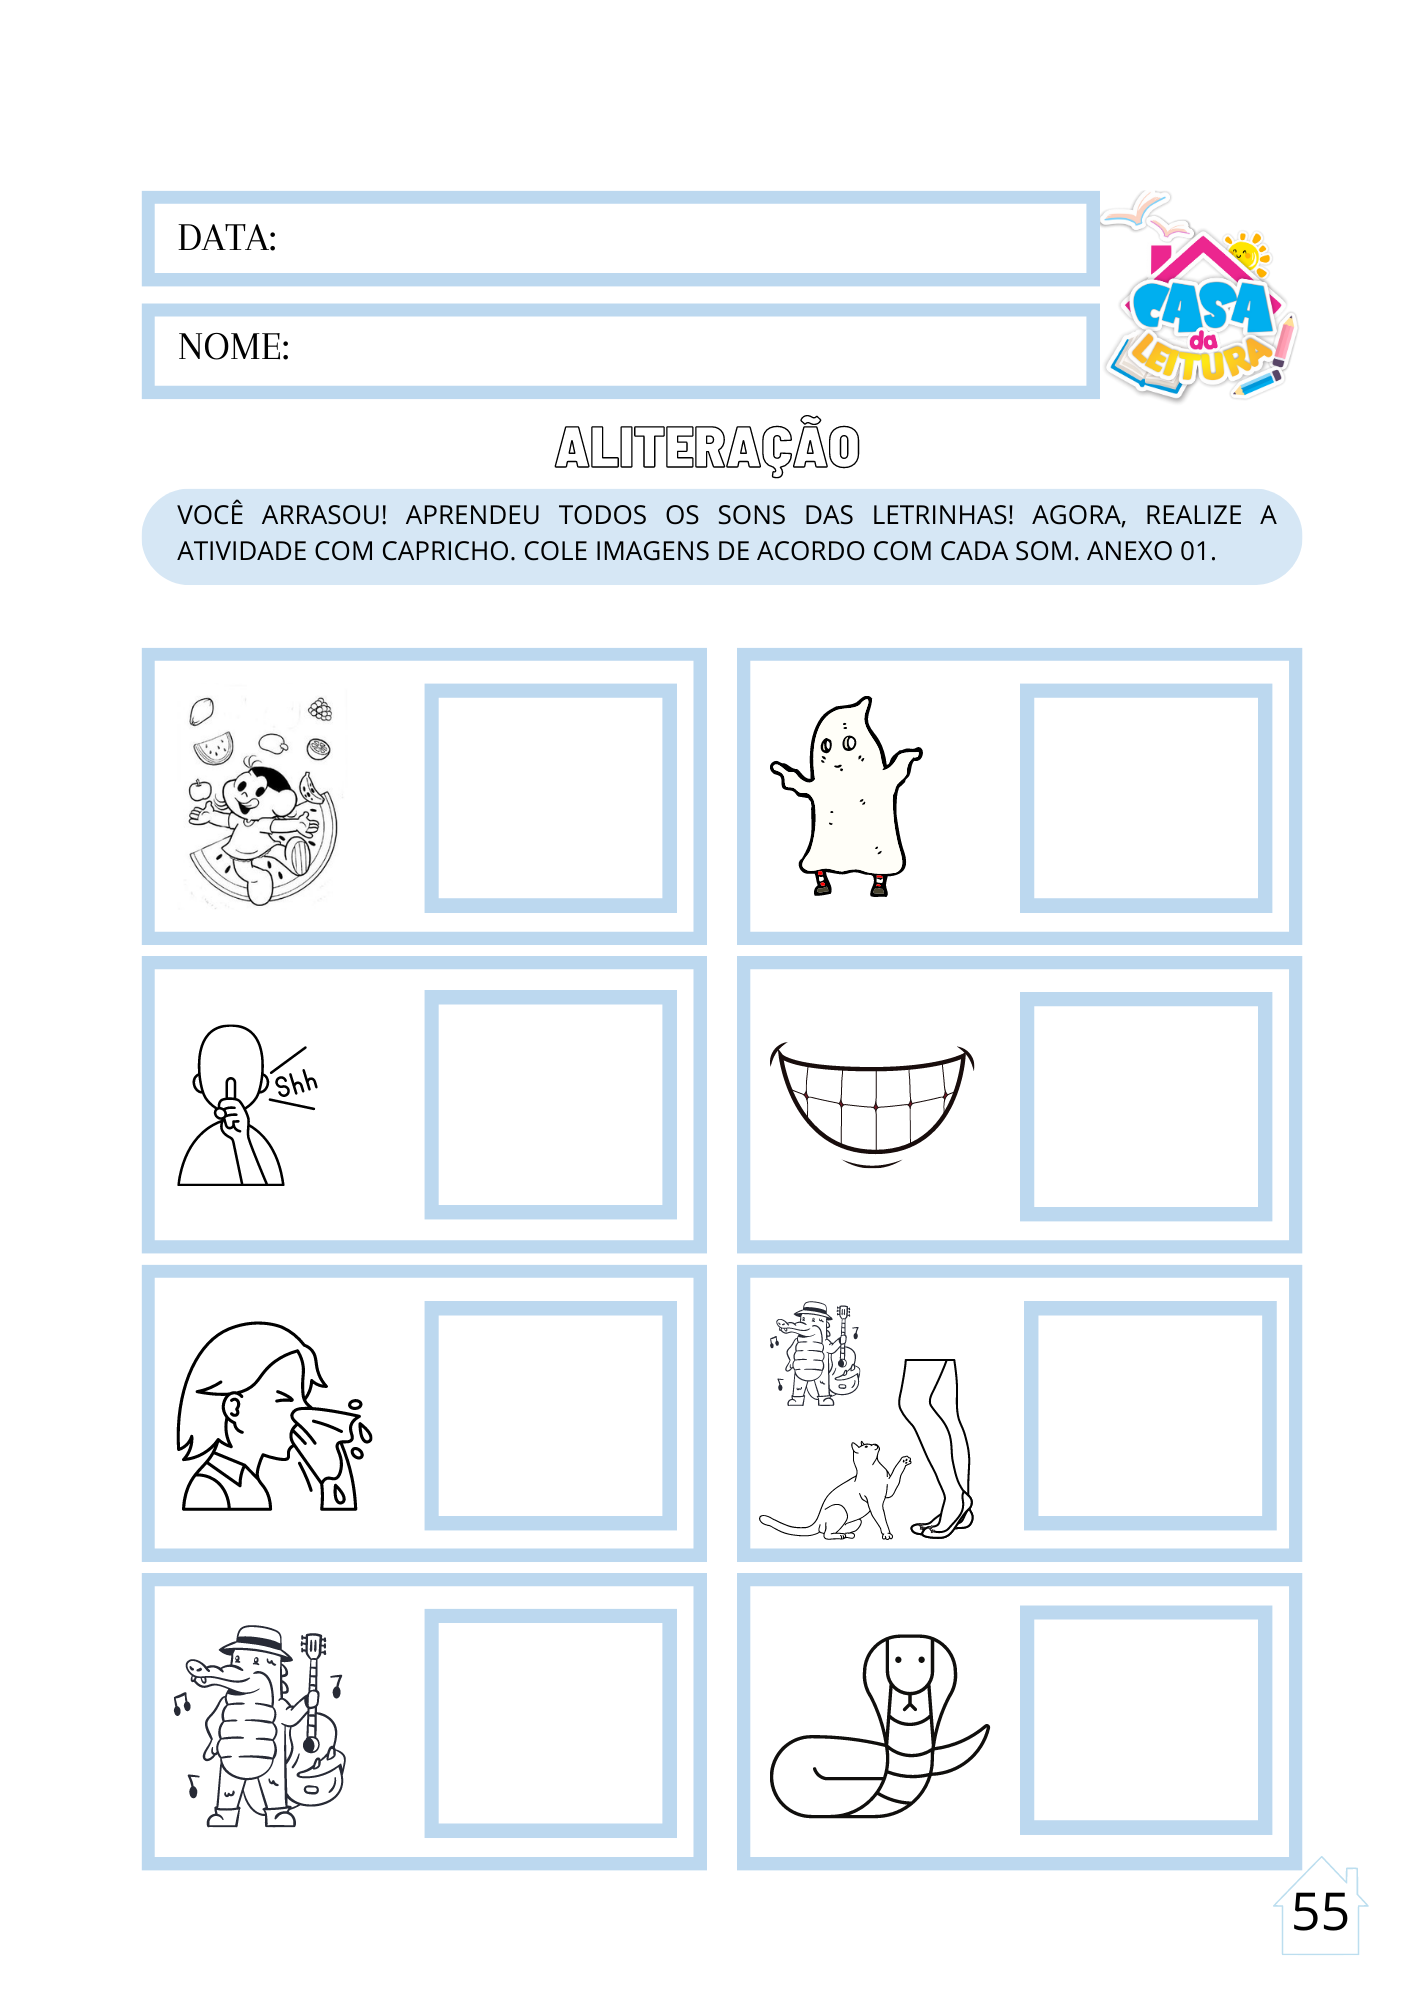 DATA:
NOME:
CASA
da
LEITURA
ALITERAÇÃO
VOCÊ ARRASOU! APRENDEU TODOS OS SONS DAS LETRINHAS! AGORA, REALIZE A
ATIVIDADE COM CAPRICHO. COLE IMAGENS DE ACORDO COM CADA SOM. ANEXO 01.
Shh
55